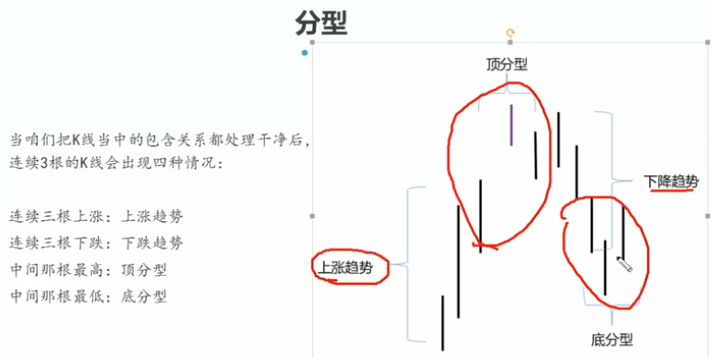 分型
顶分型
当咱们把K线当中的包含关系都处理干净后，
连续3根的K线会出现四种情况：
下降趋势
连续三根上涨：上涨趋势
连续三根下跌：下跌趋势
上涨趋势
中间那根最高：顶分型
中间那根最低：底分型
底分型